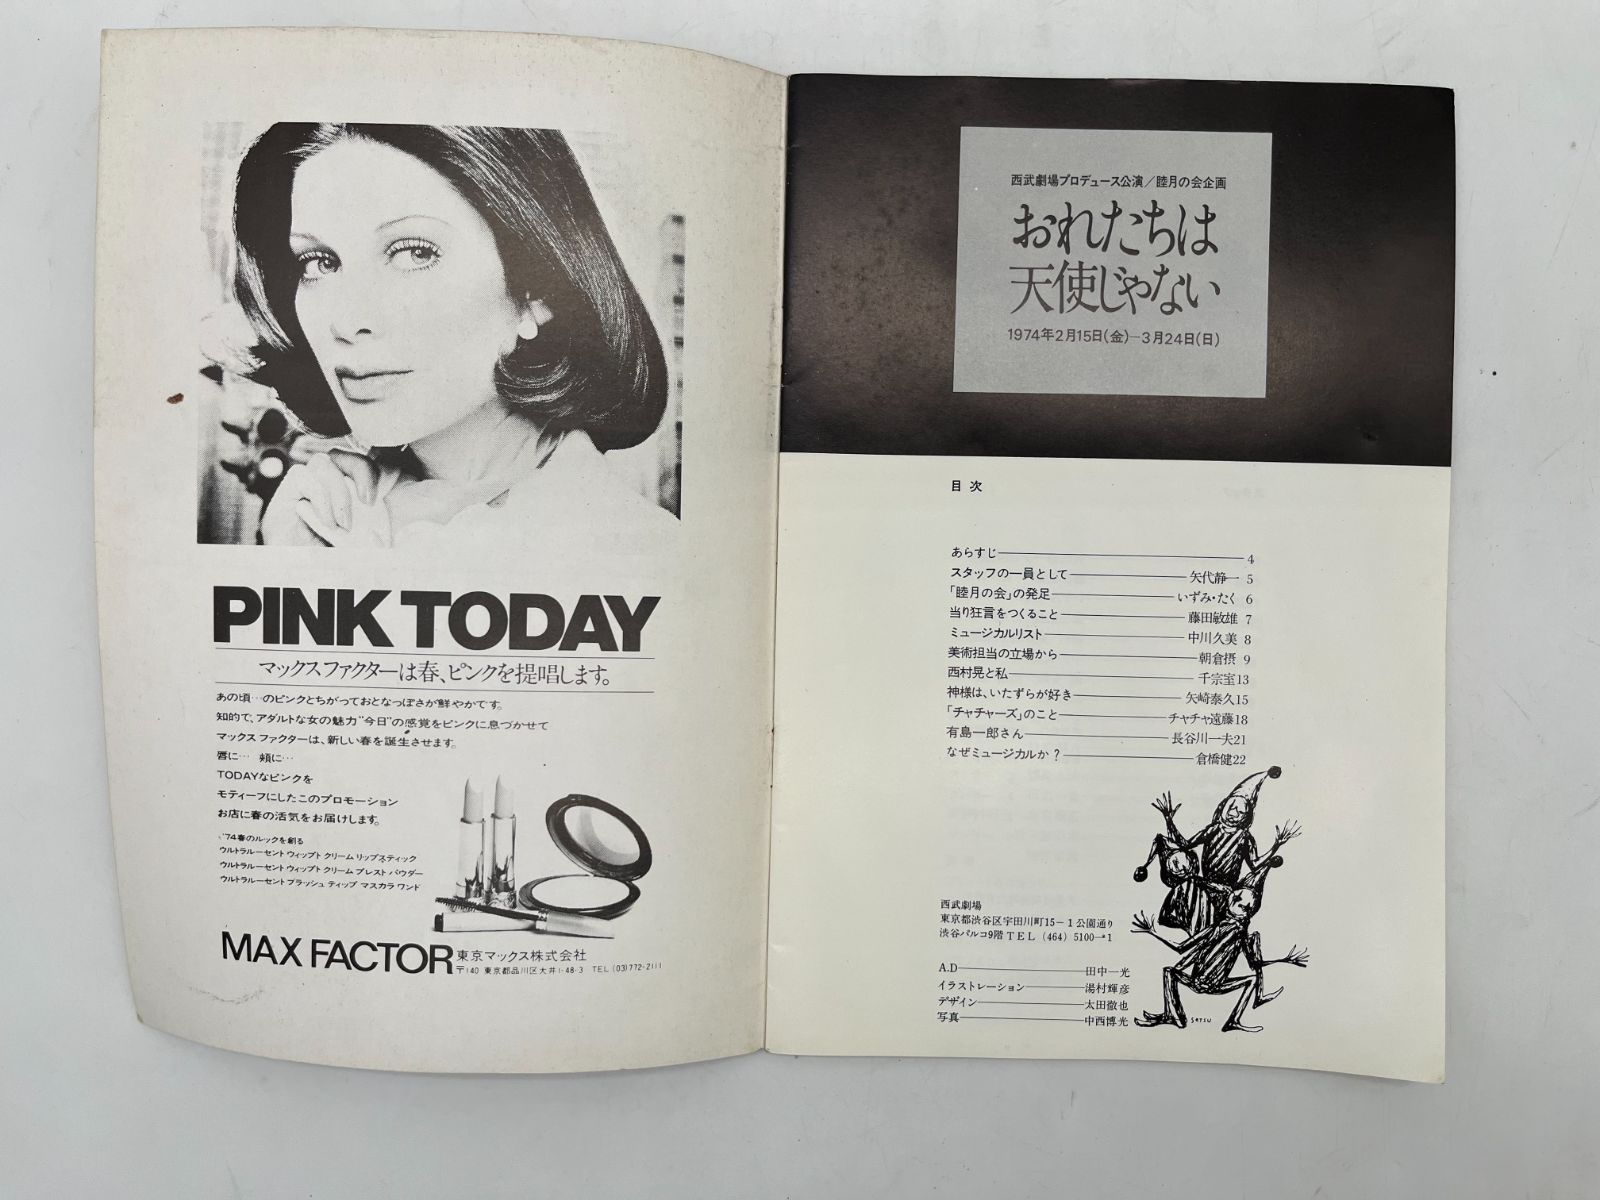 PINK TODAY
マックス ファクターは春、ピンクを提唱します。
あの頃…のピンクとちがっておとなっぽさが鮮やかです。
知的で、アダルトな女の魅力“今日”の感覚をピンクに息づかせて
マックス ファクターは、新しい春を誕生させます。
唇に… 頬に…
TODAYなピンクを
モティーフにしたこのプロモーション
お店に春の活気をお届けします。
'74春のルックを創る
ウルトラルーセント ウィップト クリーム リップスティック
ウルトラルーセント ウィップト クリーム プレスト パウダー
ウルトラルーセント ブラッシュ ティップ マスカラ ワンド
MAX FACTOR 東京マックス株式会社
〒140 東京都品川区大井1-48-3 TEL (03)772-2111
西武劇場プロデュース公演／睦月の会企画
おれたちは
天使じゃない
1974年2月15日(金)―3月24日(日)
目次
あらすじ――4
スタッフの一員として――矢代静一 5
「睦月の会」の発足――いずみ・たく 6
当り狂言をつくること――藤田敏雄 7
ミュージカルリスト――中川久美 8
美術担当の立場から――朝倉摂 9
西村晃と私――千宗室13
神様は、いたずらが好き――矢崎泰久15
「チャチャーズ」のこと――チャチャ遠藤18
有島一郎さん――長谷川一夫21
なぜミュージカルか？――倉橋健22
西武劇場
東京都渋谷区宇田川町15−1公園通り
渋谷パルコ9階 TEL (464) 5100−1
A.D――田中一光
イラストレーション――湯村輝彦
デザイン――太田徹也
写真――中西博光
SETSU